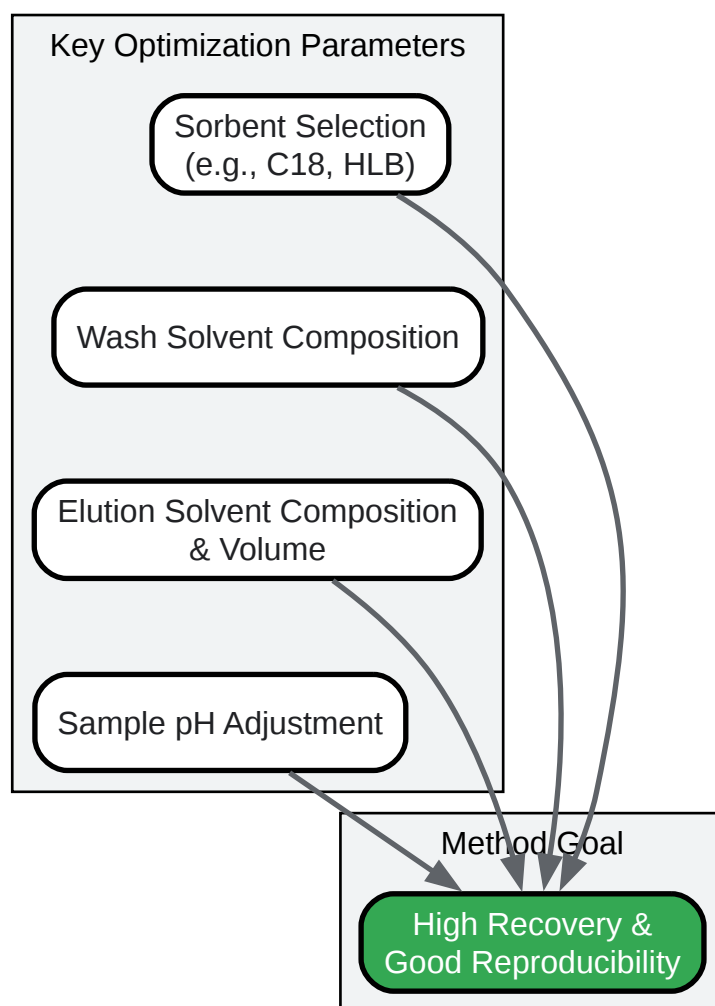 Key Optimization Parameters
Sorbent Selection
(e.g., C18, HLB)
Wash Solvent Composition
Elution Solvent Composition
& Volume
Sample pH Adjustment
Method Goal
High Recovery &
Good Reproducibility